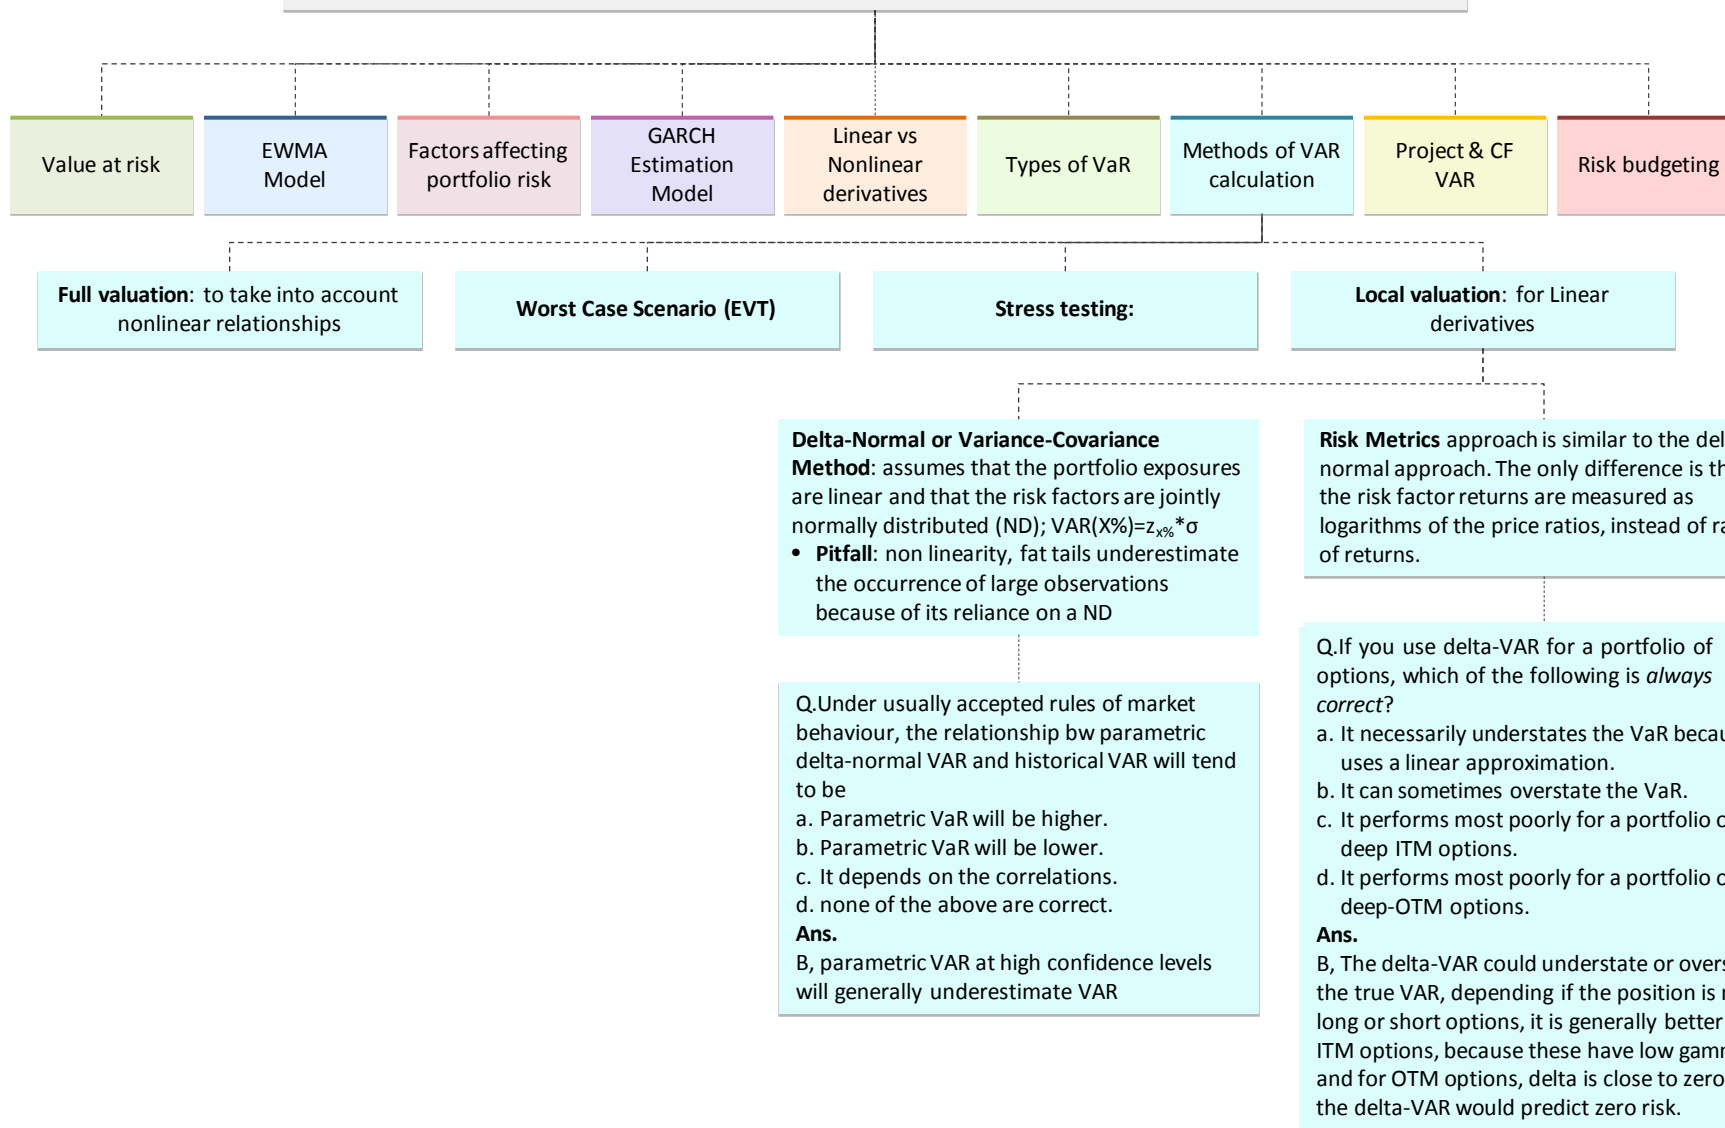 Value at risk
EWMA
Model
Factors affecting
portfolio risk
GARCH
Estimation
Model
Linear vs
Nonlinear
derivatives
Types of VaR
Methods of VAR
calculation
Project & CF
VAR
Risk budgeting
Full valuation: to take into account
nonlinear relationships
Worst Case Scenario (EVT)
Stress testing:
Local valuation: for Linear
derivatives
Delta-Normal or Variance-Covariance
Method: assumes that the portfolio exposures
are linear and that the risk factors are jointly
normally distributed (ND); VAR(X%)=zx%*σ
• Pitfall: non linearity, fat tails underestimate
the occurrence of large observations
because of its reliance on a ND
Risk Metrics approach is similar to the
normal approach. The only difference is
the risk factor returns are measured as
logarithms of the price ratios, instead of
of returns.
Q.Under usually accepted rules of market
behaviour, the relationship bw parametric
delta-normal VAR and historical VAR will tend
to be
a. Parametric VaR will be higher.
b. Parametric VaR will be lower.
c. It depends on the correlations.
d. none of the above are correct.
Ans.
B, parametric VAR at high confidence levels
will generally underestimate VAR
Q.If you use delta-VAR for a portfolio of
options, which of the following is always
correct?
a. It necessarily understates the VaR
uses a linear approximation.
b. It can sometimes overstate the VaR.
c. It performs most poorly for a portfolio
deep ITM options.
d. It performs most poorly for a portfolio
deep-OTM options.
Ans.
B, The delta-VAR could understate or
the true VAR, depending if the position is
long or short options, it is generally better
ITM options, because these have low
and for OTM options, delta is close to zero
the delta-VAR would predict zero risk.